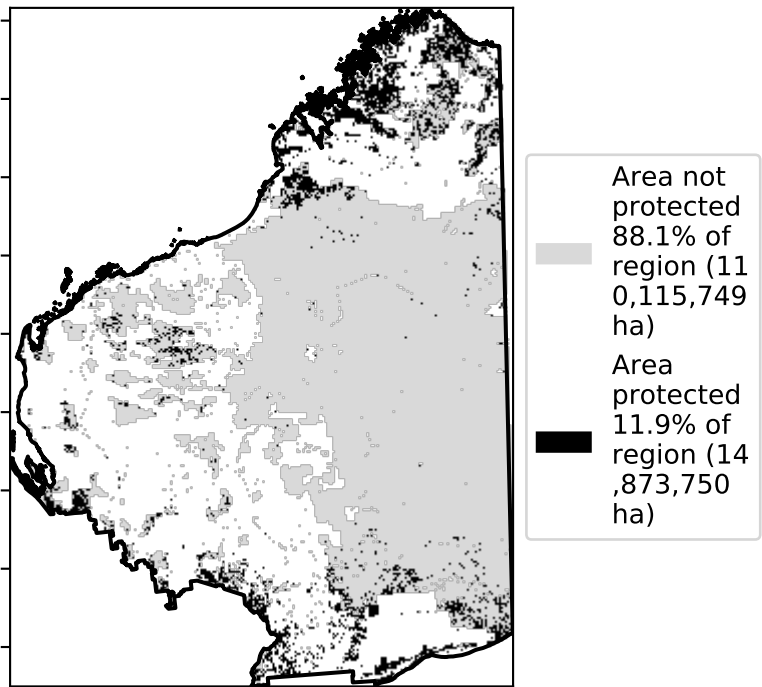 Area not
protected
88.1% of
region (11
0,115,749
ha)
Area
protected
11.9% of
region (14
,873,750
ha)